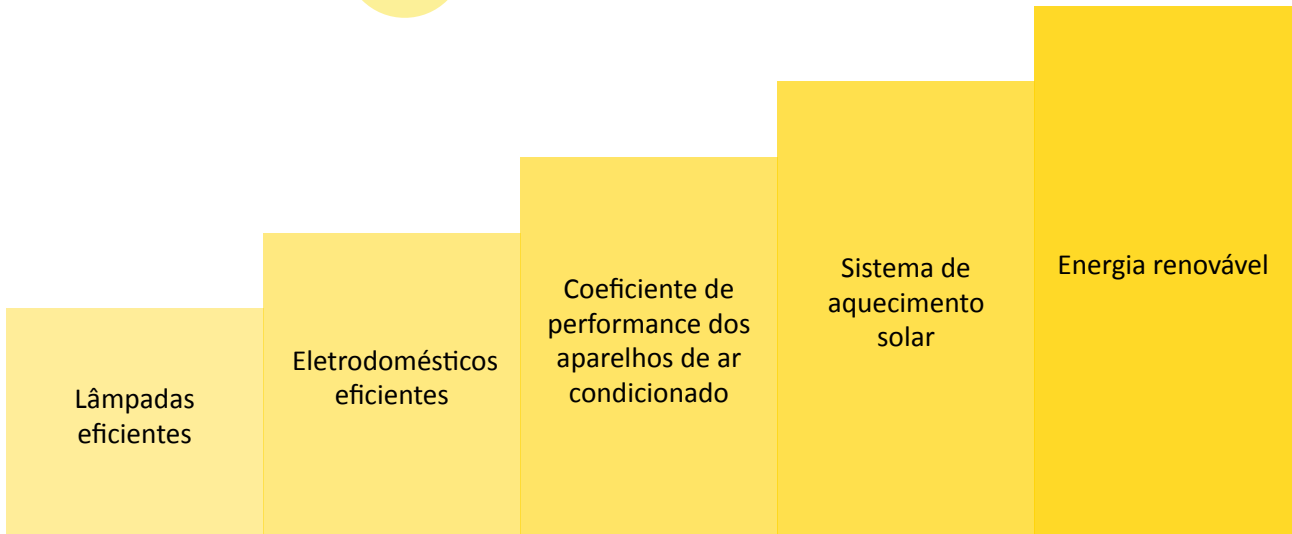 Lâmpadas
eficientes
Eletrodomésticos
eficientes
Coeficiente de
performance dos
aparelhos de ar
condicionado
Sistema de
aquecimento
solar
Energia renovável